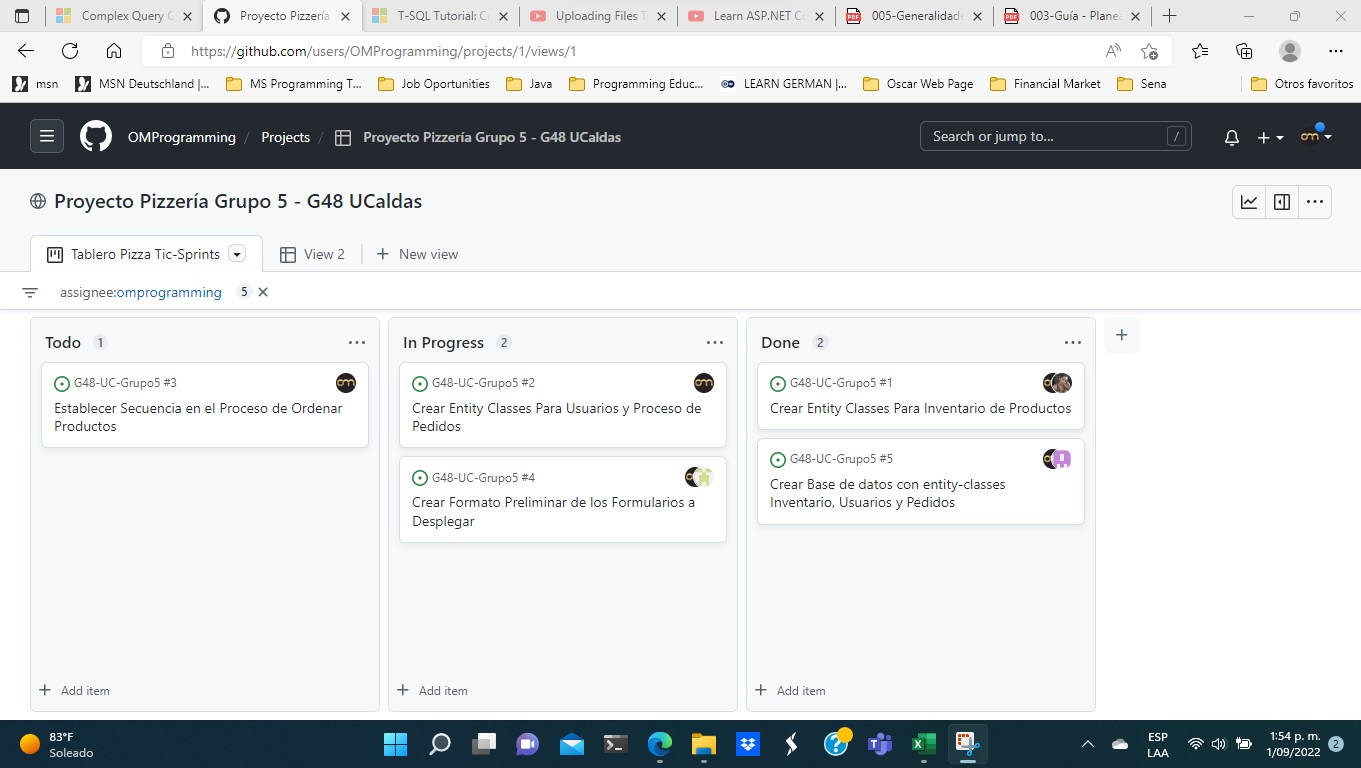 Complex Query C
Proyecto Pizzería
T-SQL Tutorial: C
Uploading Files T
Learn ASP.NET Co
005-Generalidade
003-Guía - Planea
https://github.com/users/OMProgramming/projects/1/views/1
msn
MSN Deutschland |...
MS Programming T...
Job Oportunities
Java
Programming Educ...
LEARN GERMAN |...
Oscar Web Page
Financial Market
Sena
Otros favoritos
OMProgramming / Projects / Proyecto Pizzería Grupo 5 - G48 UCaldas
Search or jump to... /
Proyecto Pizzería Grupo 5 - G48 UCaldas
Tablero Pizza Tic-Sprints
View 2
New view
assignee:omprogramming 5
Todo 1
G48-UC-Grupo5 #3
Establecer Secuencia en el Proceso de Ordenar
Productos
Add item
In Progress 2
G48-UC-Grupo5 #2
Crear Entity Classes Para Usuarios y Proceso de
Pedidos
G48-UC-Grupo5 #4
Crear Formato Preliminar de los Formularios a
Desplegar
Add item
Done 2
G48-UC-Grupo5 #1
Crear Entity Classes Para Inventario de Productos
G48-UC-Grupo5 #5
Crear Base de datos con entity-classes
Inventario, Usuarios y Pedidos
Add item
83°F
Soleado
ESP
LAA
1:54 p. m.
1/09/2022
2